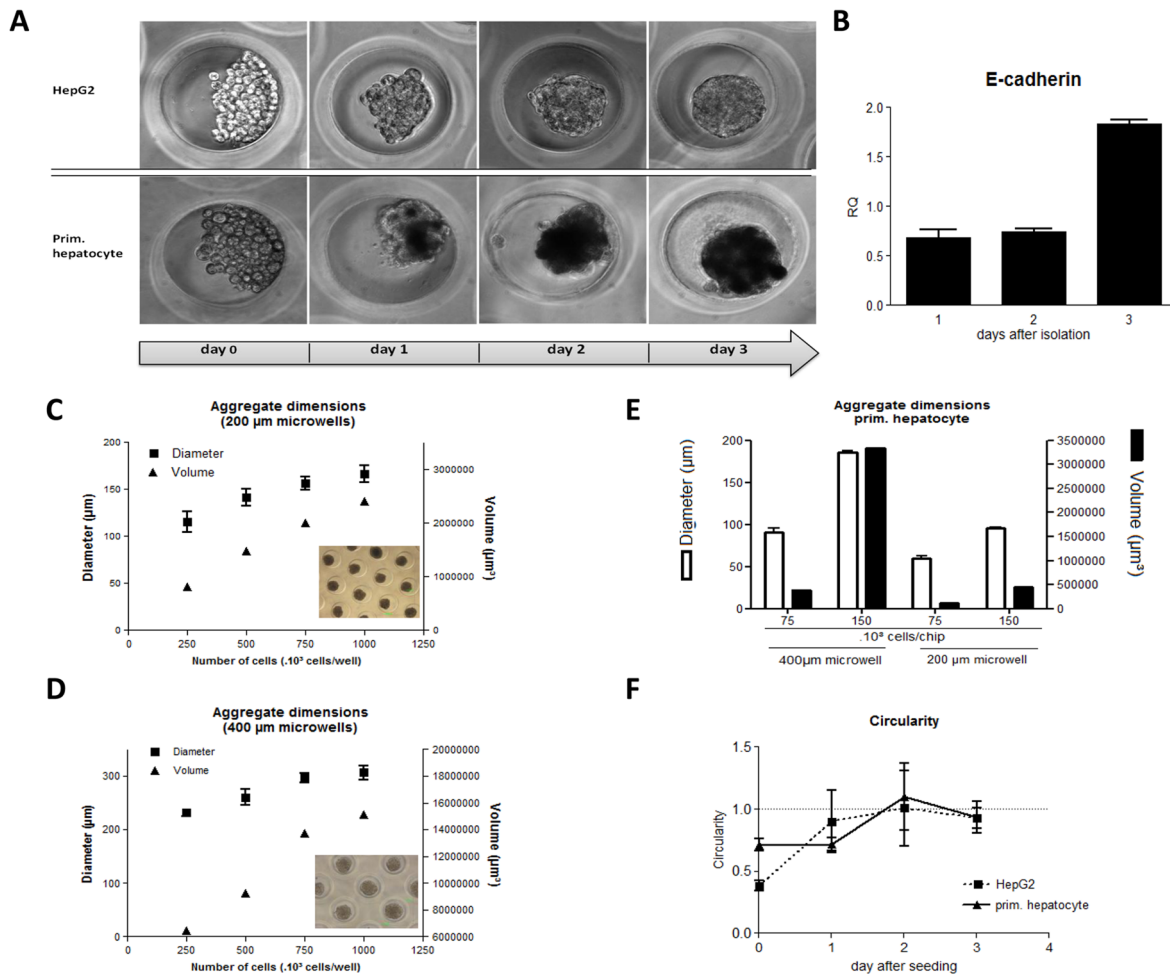 A
HepG2
Prim.
hepatocyte
day 0
day 1
day 2
day 3
B
E-cadherin
2.0
1.5
1.0
0.5
0.0
RQ
1
2
3
days after isolation
C
Aggregate dimensions
(200 µm microwells)
Diameter
Volume
200
150
100
50
0
Diameter (µm)
3000000
2000000
1000000
0
Volume (µm³)
0
250
500
750
1000
1250
Number of cells (.10³ cells/well)
D
Aggregate dimensions
(400 µm microwells)
Diameter
Volume
300
200
100
0
Diameter (µm)
20000000
18000000
16000000
14000000
12000000
10000000
8000000
6000000
Volume (µm³)
0
250
500
750
1000
1250
Number of cells (.10³ cells/well)
E
Aggregate dimensions
prim. hepatocyte
Diameter (µm)
200
150
100
50
0
3500000
3000000
2500000
2000000
1500000
1000000
500000
0
Volume (µm³)
75
150
75
150
cells/chip
400µm microwell
200 µm microwell
F
Circularity
1.5
1.0
0.5
0.0
Circularity
HepG2
prim. hepatocyte
0
1
2
3
4
day after seeding